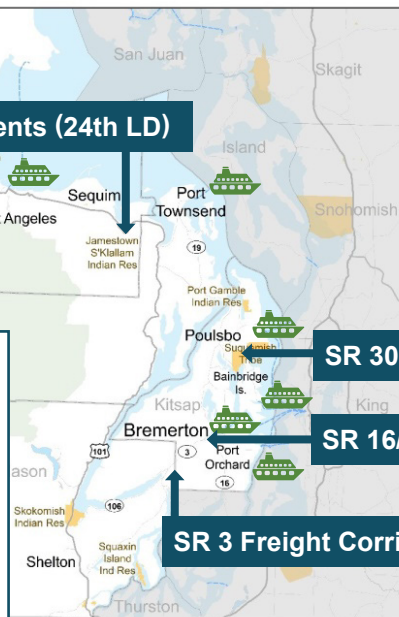 San Juan
Skagit
ents (24th LD)
Island
Sequim
Port
Townsend
Angeles
Snohomish
Jamestown
S'Klallam
Indian Res
19
Port Gamble
Indian Res
Poulsbo
Suquamish
Tribe
SR 30
Bainbridge
Is.
Kitsap
King
Bremerton
SR 16/
101
3
Port
Orchard
ason
16
Skokomish
Indian Res
106
SR 3 Freight Corri
Squaxin
Island
Ind Res
Shelton
Thurston